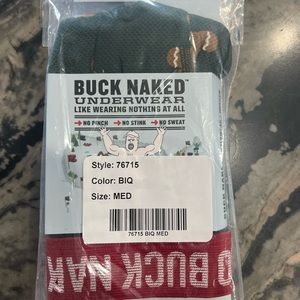 BUCK NAKED™
UNDERWEAR
LIKE WEARING NOTHING AT ALL
NO PINCH NO STINK NO SWEAT
Style: 76715
Color: BIQ
Size: MED
76715 BIQ MED
D BUCK NAK